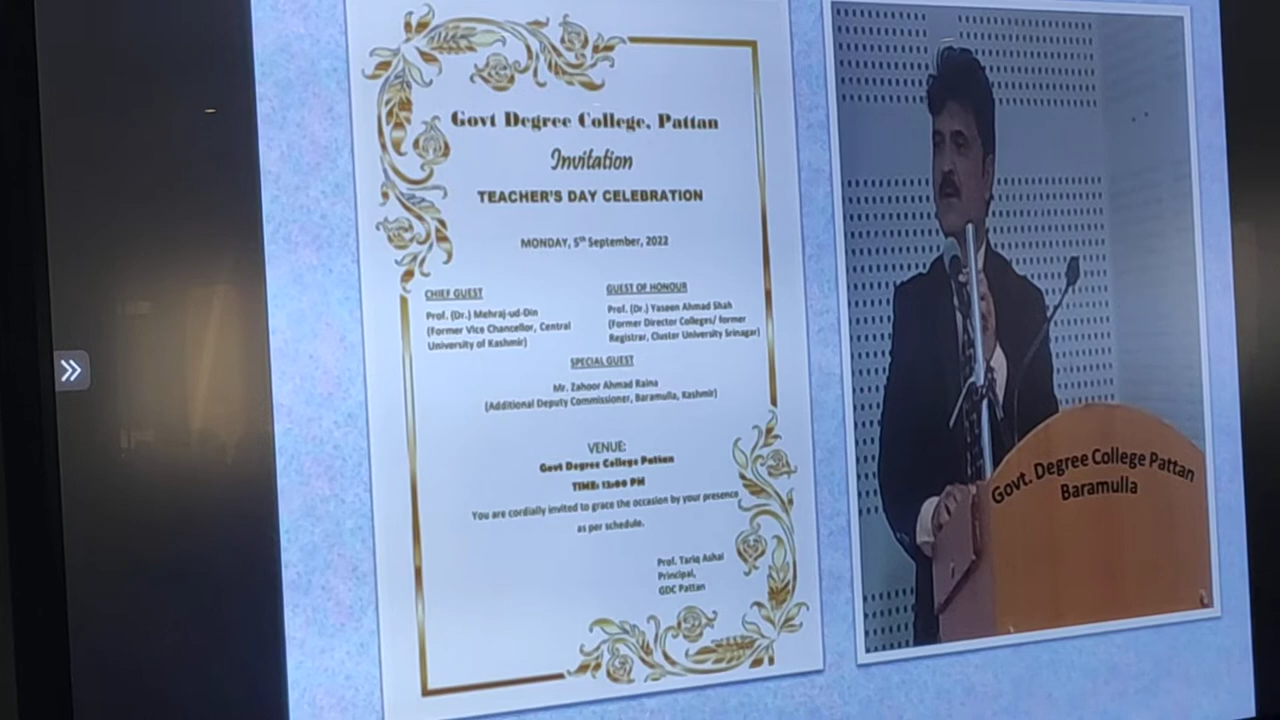 Govt Degree College, Pattan
Invitation
TEACHER'S DAY CELEBRATION
MONDAY, 5th September, 2022
CHIEF GUEST
Prof. (Dr.) Mehraj-ud-Din
(Former Vice Chancellor, Central
University of Kashmir)
GUEST OF HONOUR
Prof. (Dr.) Yaseen Ahmad Shah
(Former Director Colleges/ former
Registrar, Cluster University Srinagar)
SPECIAL GUEST
Mr. Zahoor Ahmad Raina
(Additional Deputy Commissioner, Baramulla, Kashmir)
VENUE:
Govt Degree College Pattan
TIME: 12:00 PM
You are cordially invited to grace the occasion by your presence
as per schedule.
Prof. Tariq Ashai
Principal,
GDC Pattan
Govt. Degree College Pattan
Baramulla